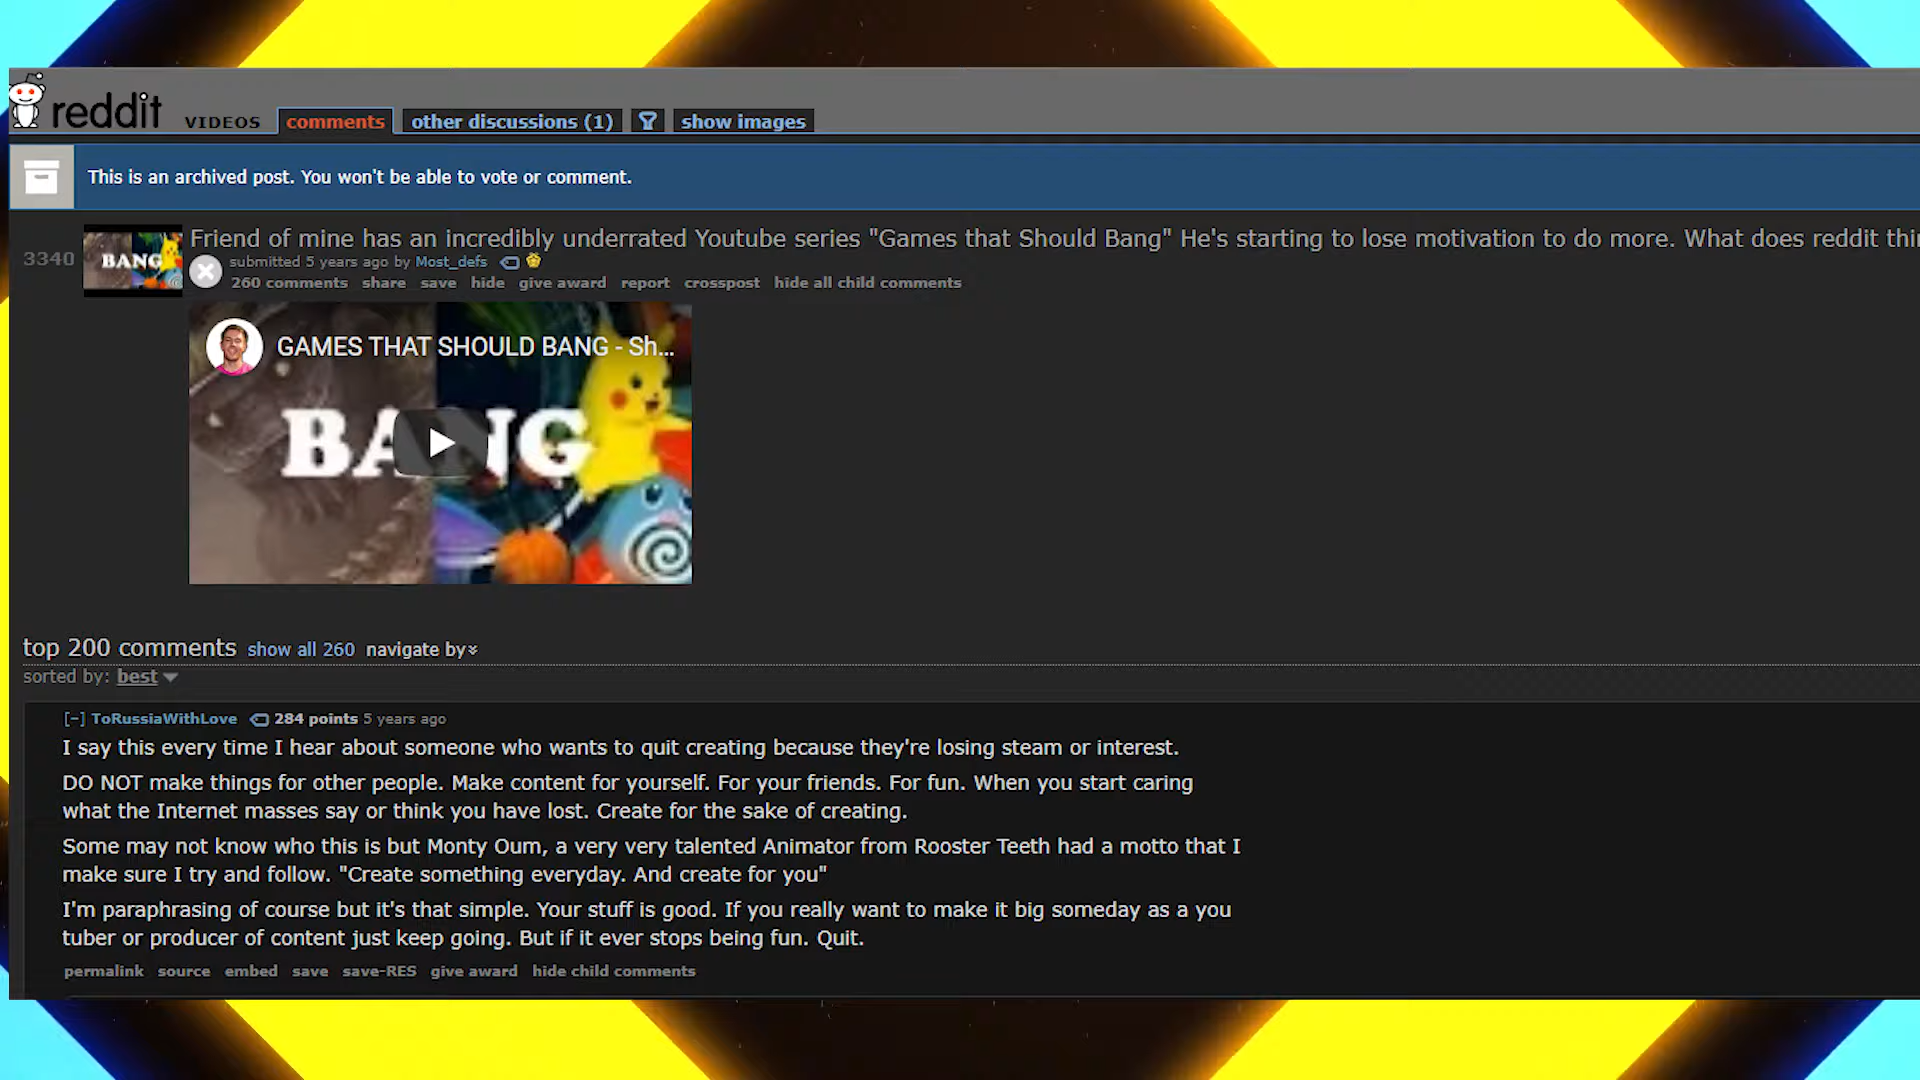 reddit VIDEOS comments other discussions (1) show images
This is an archived post. You won't be able to vote or comment.
3340
BANG
Friend of mine has an incredibly underrated Youtube series "Games that Should Bang" He's starting to lose motivation to do more. What does reddit
submitted 5 years ago by Most_defs
260 comments share save hide give award report crosspost hide all child comments
GAMES THAT SHOULD BANG - Sh...
BANG
top 200 comments show all 260 navigate by
sorted by: best
[–] ToRussiaWithLove 284 points 5 years ago
I say this every time I hear about someone who wants to quit creating because they're losing steam or interest.
DO NOT make things for other people. Make content for yourself. For your friends. For fun. When you start caring
what the Internet masses say or think you have lost. Create for the sake of creating.
Some may not know who this is but Monty Oum, a very very talented Animator from Rooster Teeth had a motto that I
make sure I try and follow. "Create something everyday. And create for you"
I'm paraphrasing of course but it's that simple. Your stuff is good. If you really want to make it big someday as a you
tuber or producer of content just keep going. But if it ever stops being fun. Quit.
permalink source embed save save-RES give award hide child comments